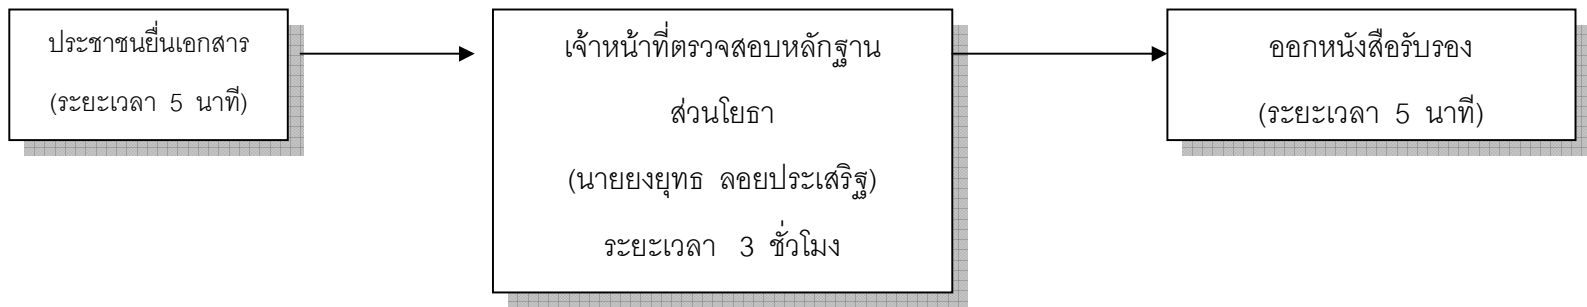 ประชาชนยื่นเอกสาร
(ระยะเวลา 5 นาที)
เจ้าหน้าที่ตรวจสอบหลักฐาน
ส่วนโยธา
(นายยงยุทธ ลอยประเสริฐ)
ระยะเวลา 3 ชั่วโมง
ออกหนังสือรับรอง
(ระยะเวลา 5 นาที)